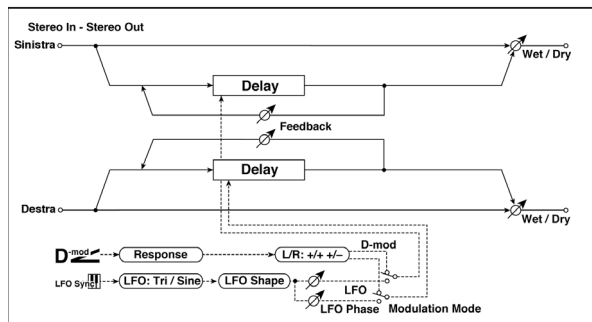 Stereo In - Stereo Out
Sinistra
Wet / Dry
Delay
Feedback
Delay
Destra
Wet / Dry
D-mod
Response
L/R: +/+ +/–
D-mod
LFO Sync
LFO: Tri / Sine
LFO Shape
LFO
LFO Phase
Modulation Mode